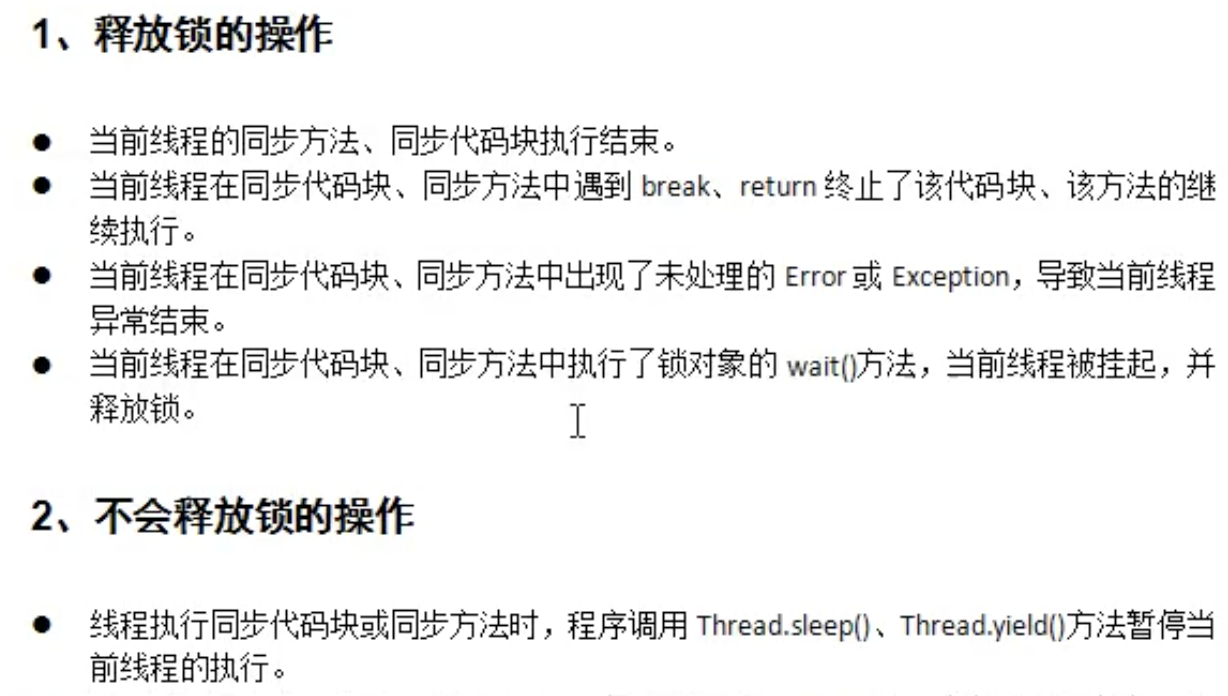 1、释放锁的操作
● 当前线程的同步方法、同步代码块执行结束。
● 当前线程在同步代码块、同步方法中遇到 break、return 终止了该代码块、该方法的继
续执行。
● 当前线程在同步代码块、同步方法中出现了未处理的 Error 或 Exception，导致当前线程
异常结束。
● 当前线程在同步代码块、同步方法中执行了锁对象的 wait()方法，当前线程被挂起，并
释放锁。
2、不会释放锁的操作
● 线程执行同步代码块或同步方法时，程序调用 Thread.sleep()、Thread.yield()方法暂停当
前线程的执行。